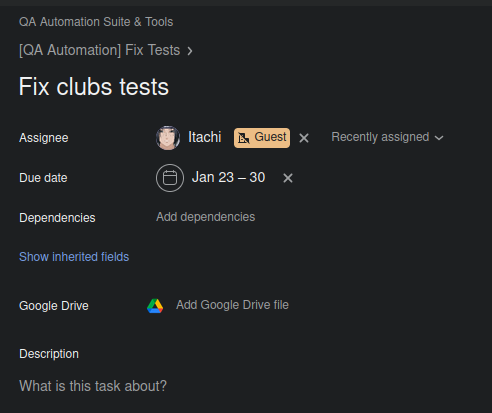 QA Automation Suite & Tools
[QA Automation] Fix Tests >
Fix clubs tests
Assignee Itachi Guest × Recently assigned
Due date Jan 23 – 30 ×
Dependencies Add dependencies
Show inherited fields
Google Drive Add Google Drive file
Description
What is this task about?